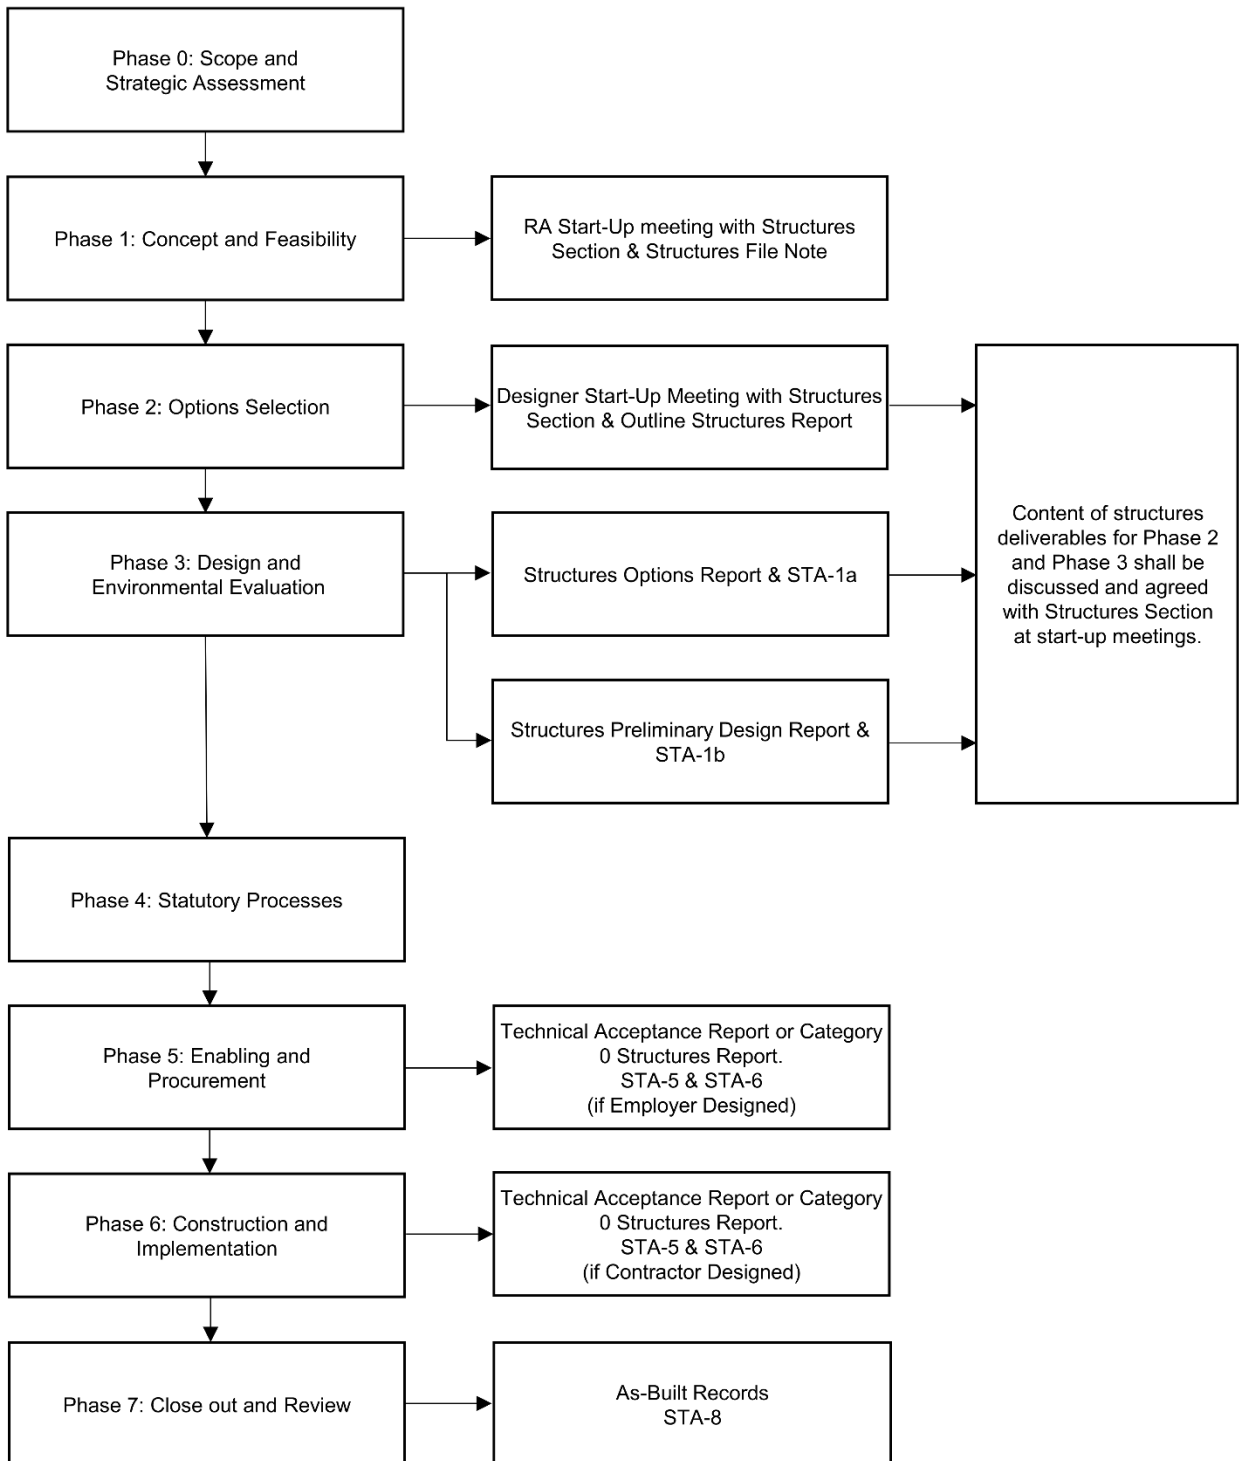 Phase 0: Scope and
Strategic Assessment
Phase 1: Concept and Feasibility
RA Start-Up meeting with Structures
Section & Structures File Note
Phase 2: Options Selection
Designer Start-Up Meeting with Structures
Section & Outline Structures Report
Phase 3: Design and
Environmental Evaluation
Structures Options Report & STA-1a
Structures Preliminary Design Report &
STA-1b
Content of structures
deliverables for Phase 2
and Phase 3 shall be
discussed and agreed
with Structures Section
at start-up meetings.
Phase 4: Statutory Processes
Phase 5: Enabling and
Procurement
Technical Acceptance Report or Category
0 Structures Report.
STA-5 & STA-6
(if Employer Designed)
Phase 6: Construction and
Implementation
Technical Acceptance Report or Category
0 Structures Report.
STA-5 & STA-6
(if Contractor Designed)
Phase 7: Close out and Review
As-Built Records
STA-8